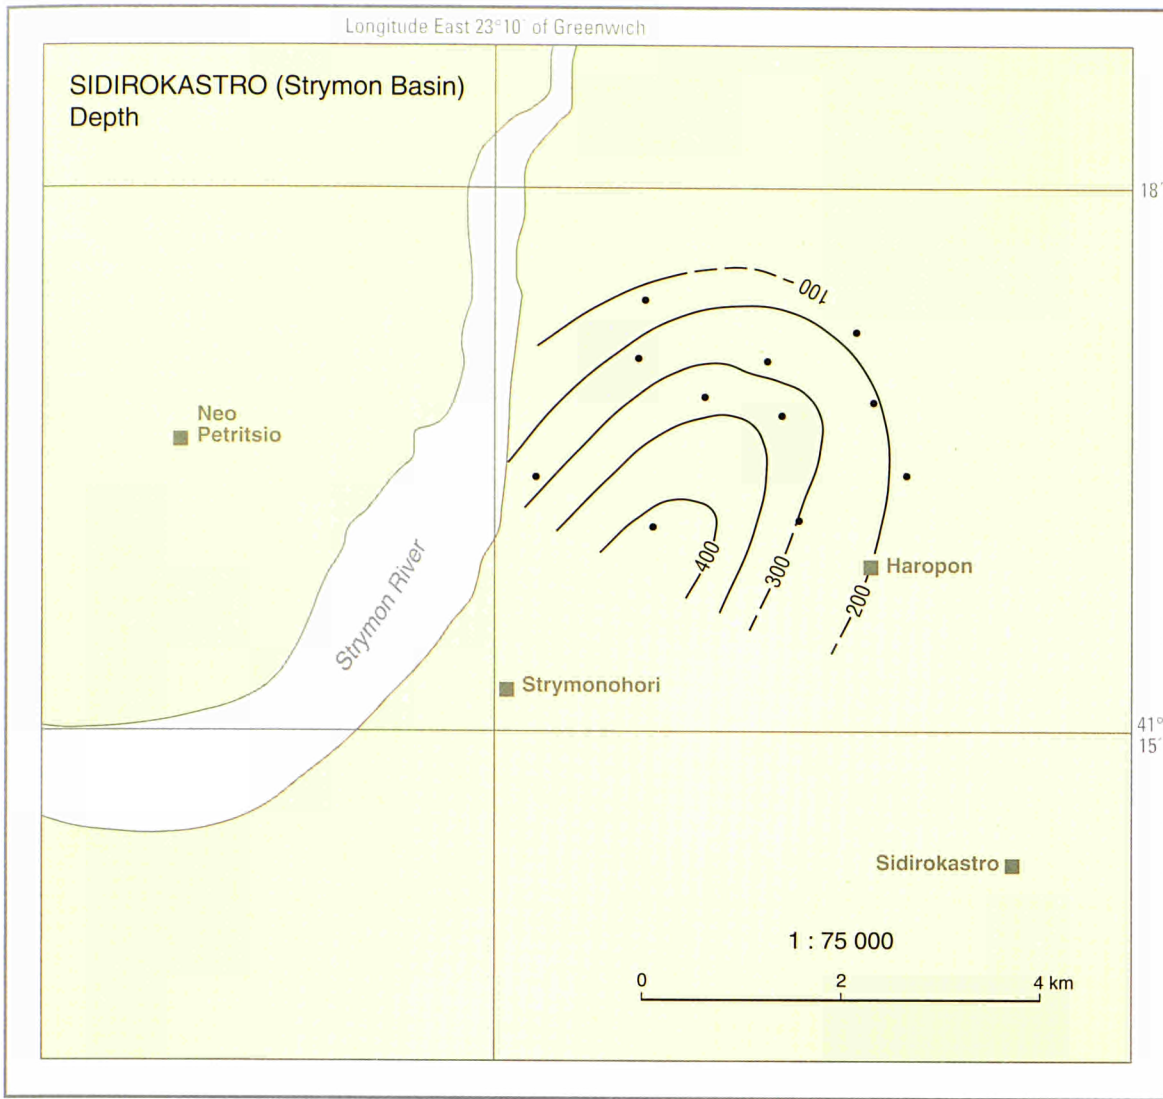 Longitude East 23°10′ of Greenwich
SIDIROKASTRO (Strymon Basin)
Depth
18′
100
Neo
Petritsio
Strymon River
400
300
200
Haropon
Strymonohori
41°
15′
Sidirokastro
1 : 75 000
0 2 4 km